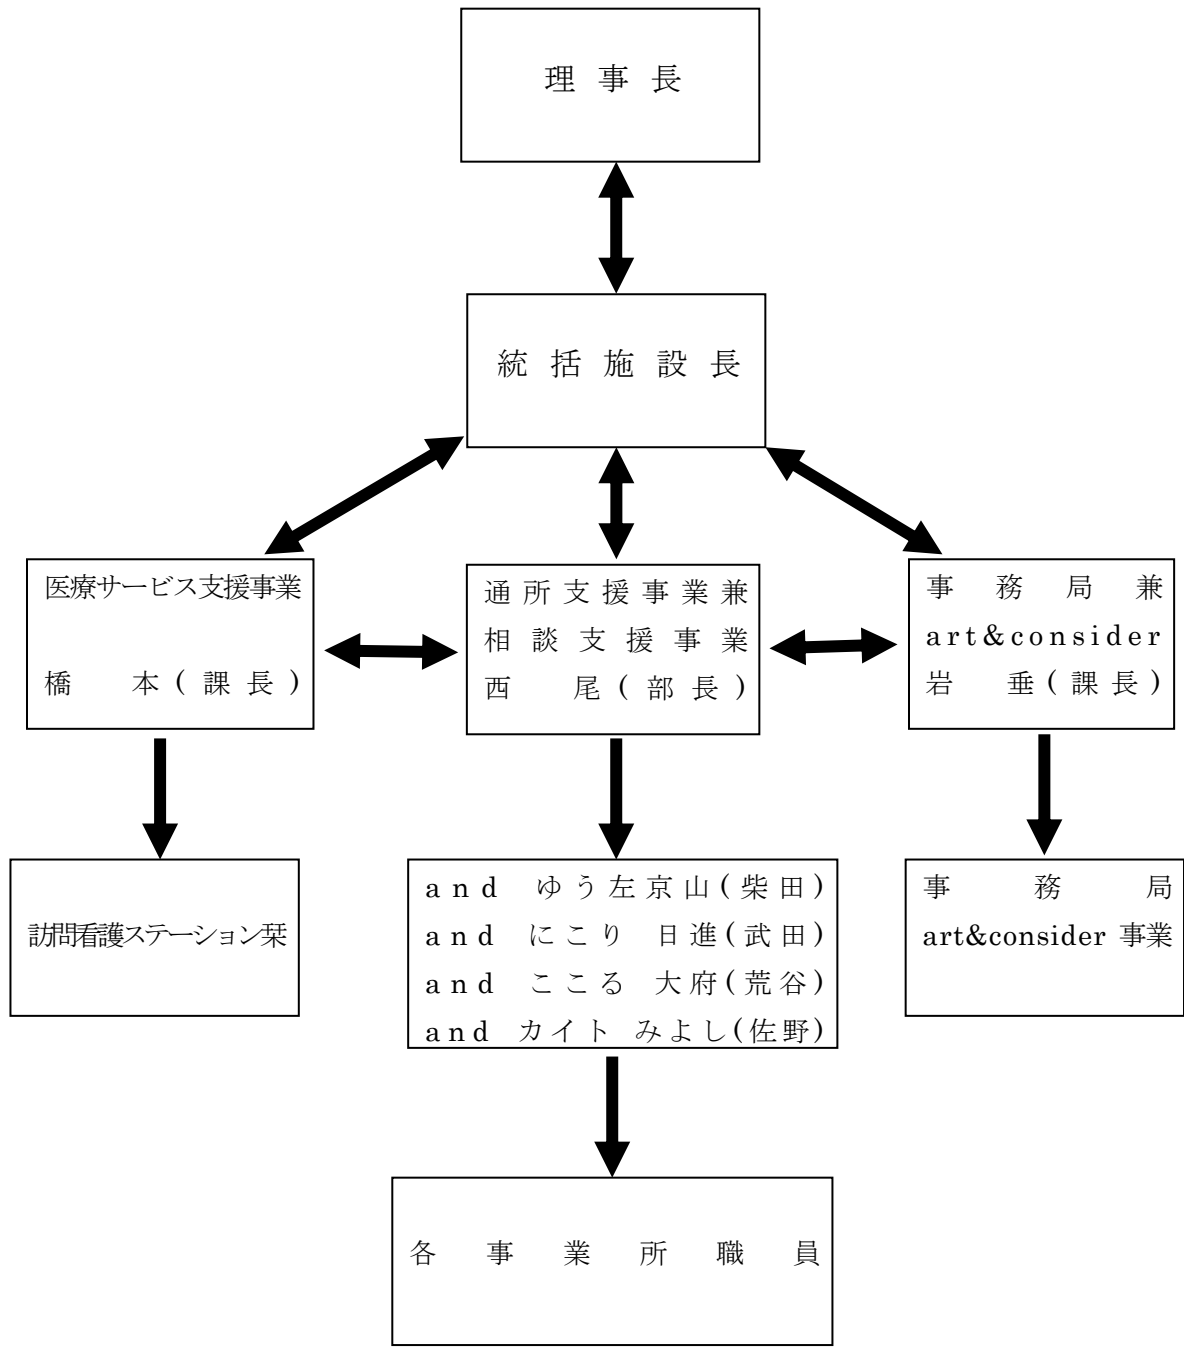 理事長
統括施設長
医療サービス支援事業
橋本(課長)
通所支援事業兼
相談支援事業
西尾(部長)
事務局兼
art&consider
岩垂(課長)
訪問看護ステーション栞
and ゆう左京山(柴田)
and にこり 日進(武田)
and ここる 大府(荒谷)
and カイト みよし(佐野)
事務局
art&consider 事業
各事業所職員